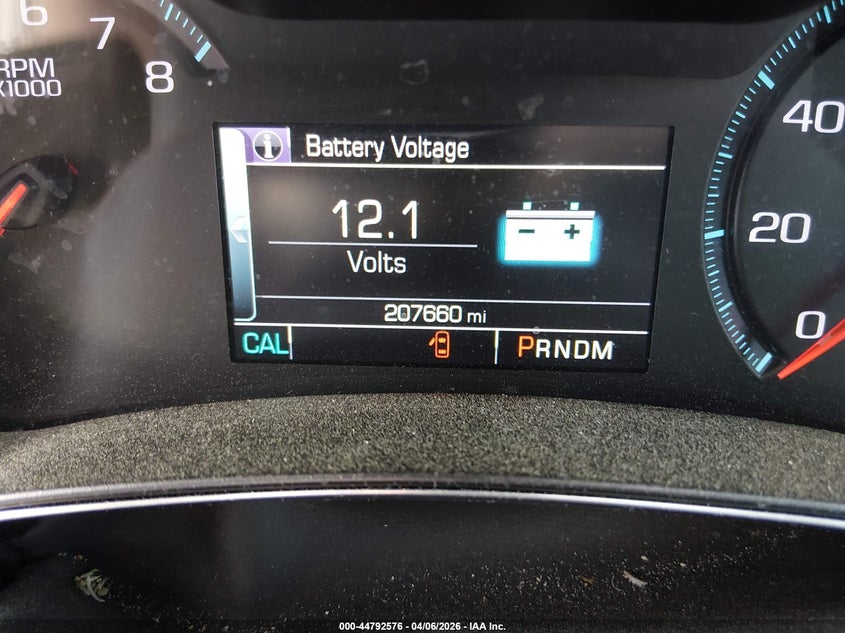 6
7
8
RPM
X1000
i Battery Voltage
12.1
Volts
207660 mi
CAL
PRNDM
40
20
0
000-44792576 - 04/06/2026 - IAA Inc.